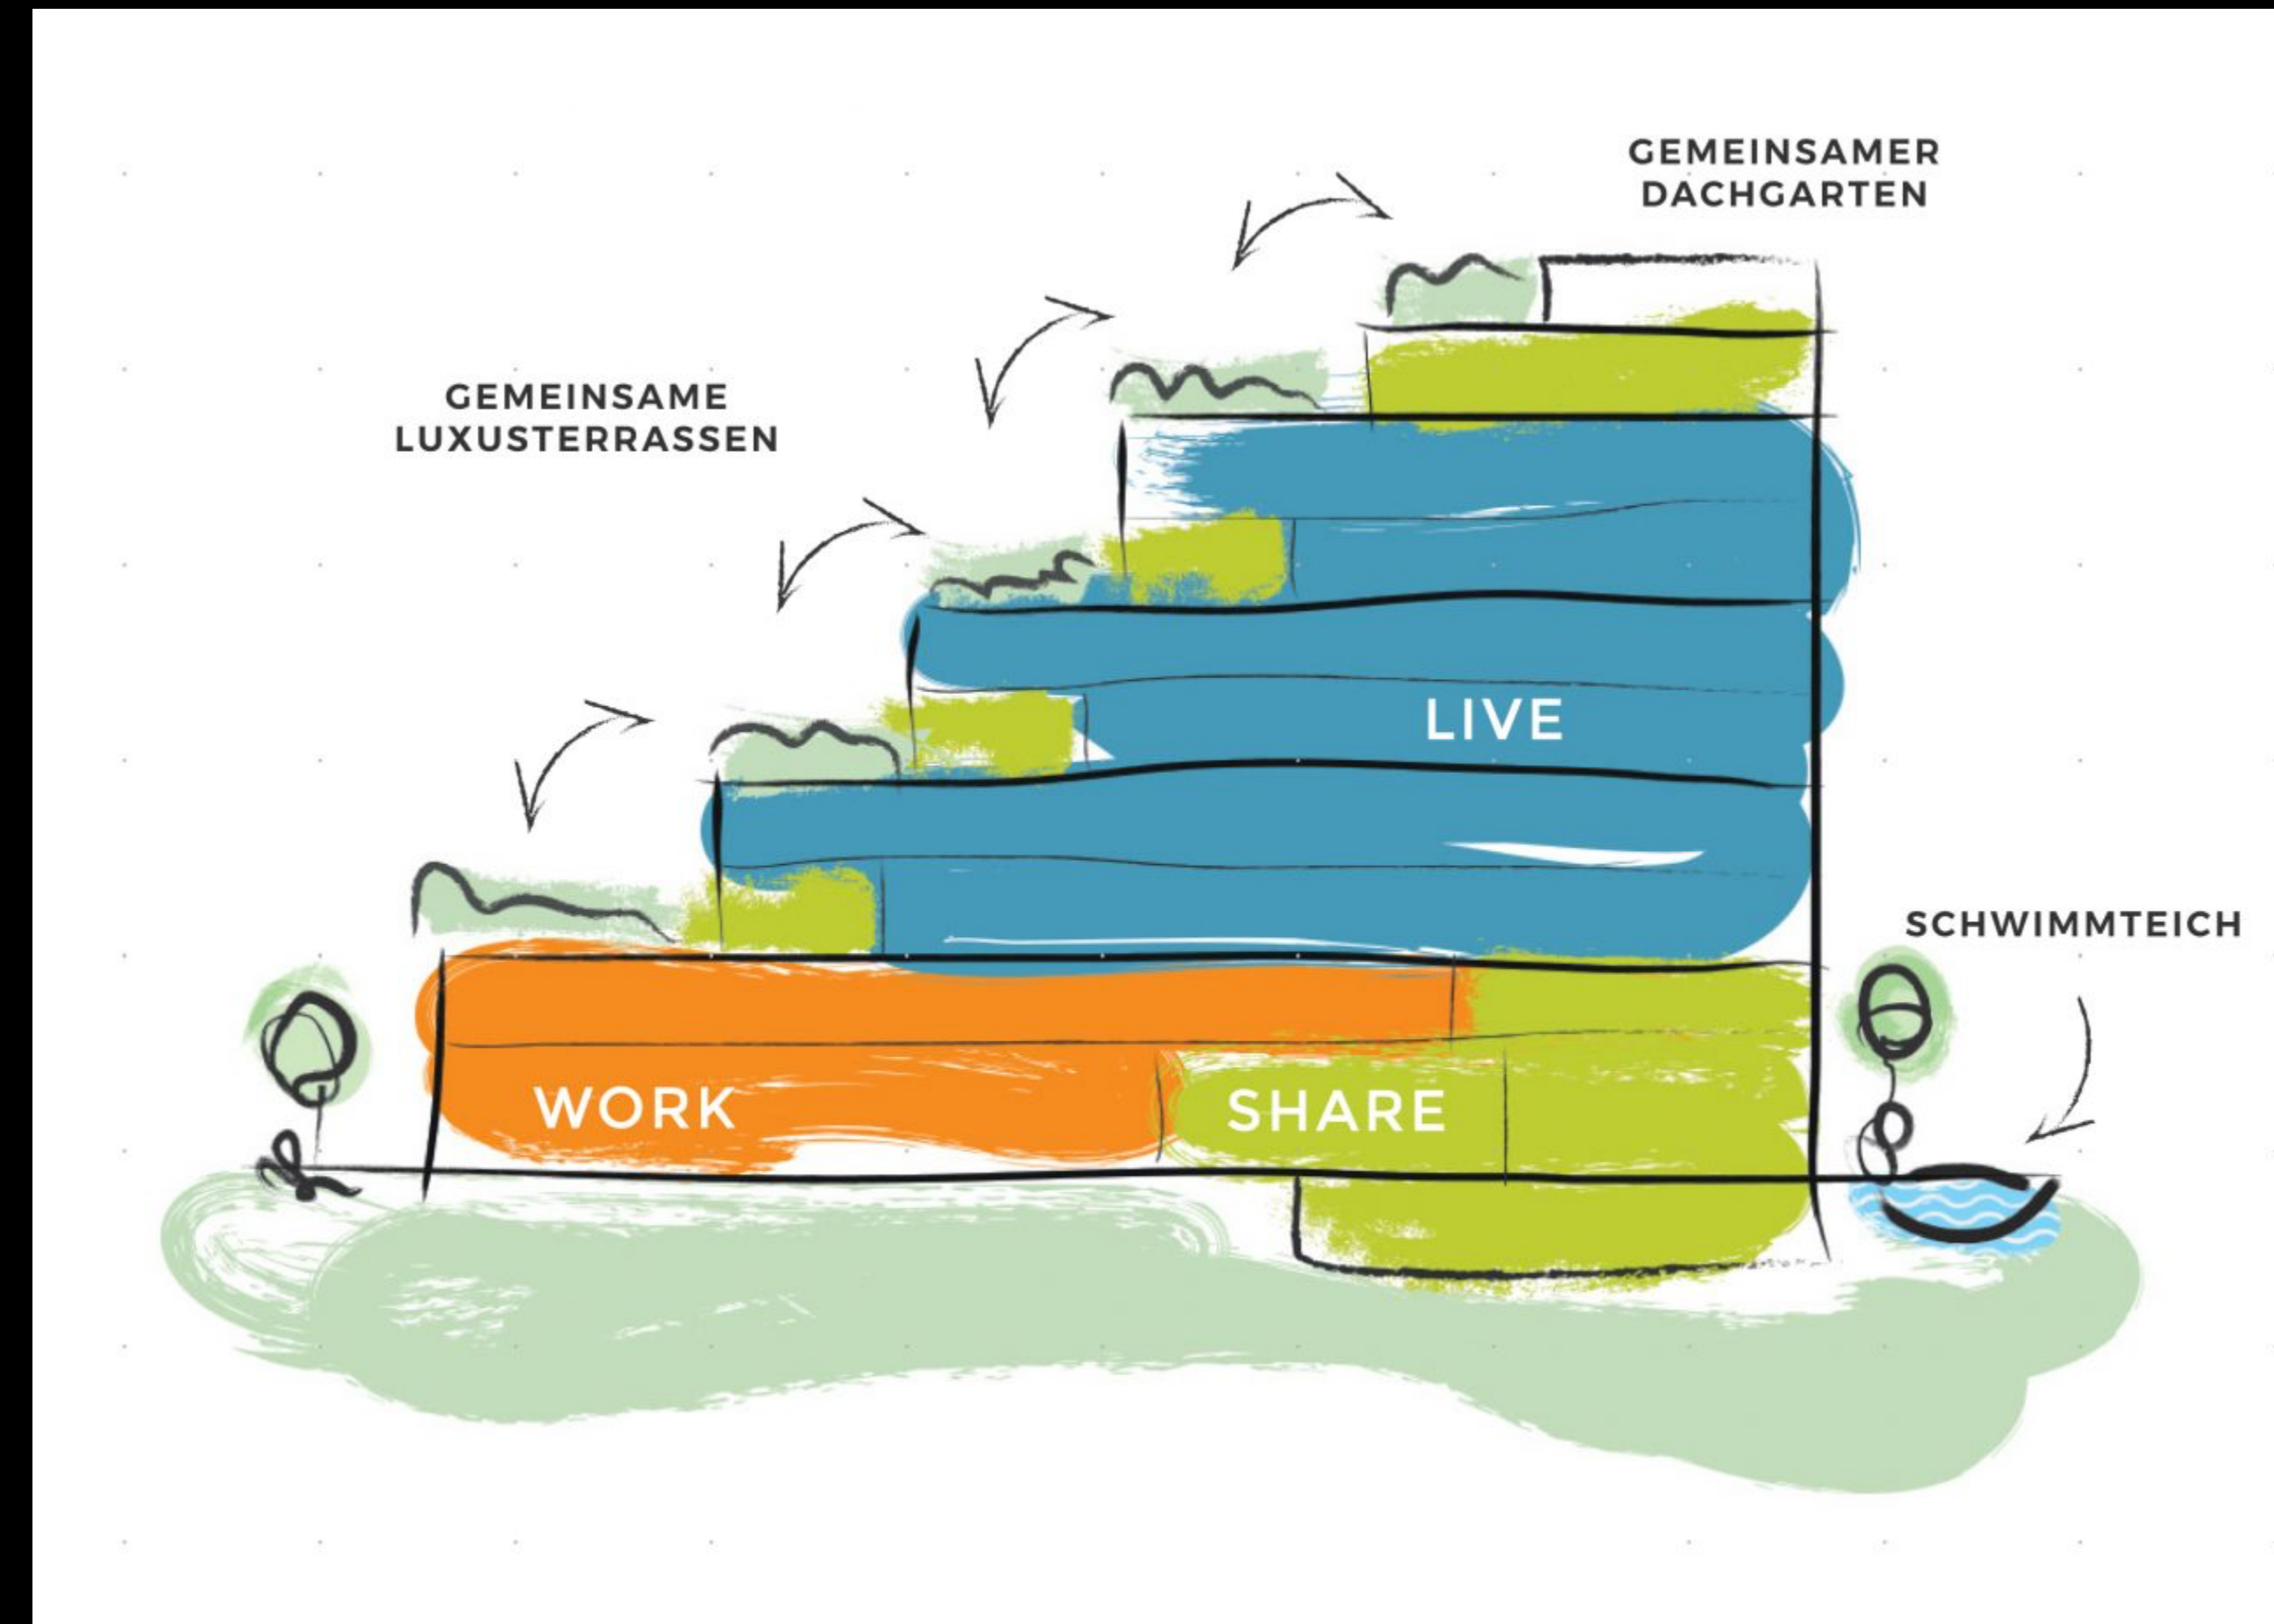 GEMEINSAMER
DACHGARTEN
GEMEINSAME
LUXUSTERRASSEN
LIVE
SCHWIMMTEICH
WORK
SHARE